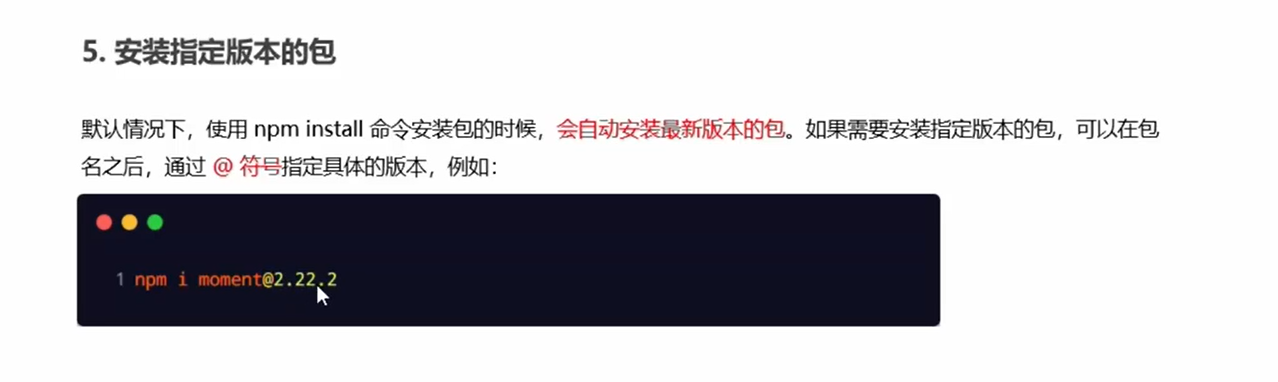 5. 安装指定版本的包
默认情况下，使用 npm install 命令安装包的时候，会自动安装最新版本的包。如果需要安装指定版本的包，可以在包
名之后，通过 @ 符号指定具体的版本，例如：
1 npm i moment@2.22.2